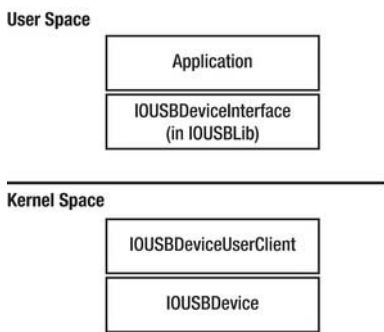 User Space
Application
IOUSBDeviceInterface
(in IOUSBLib)
Kernel Space
IOUSBDeviceUserClient
IOUSBDevice